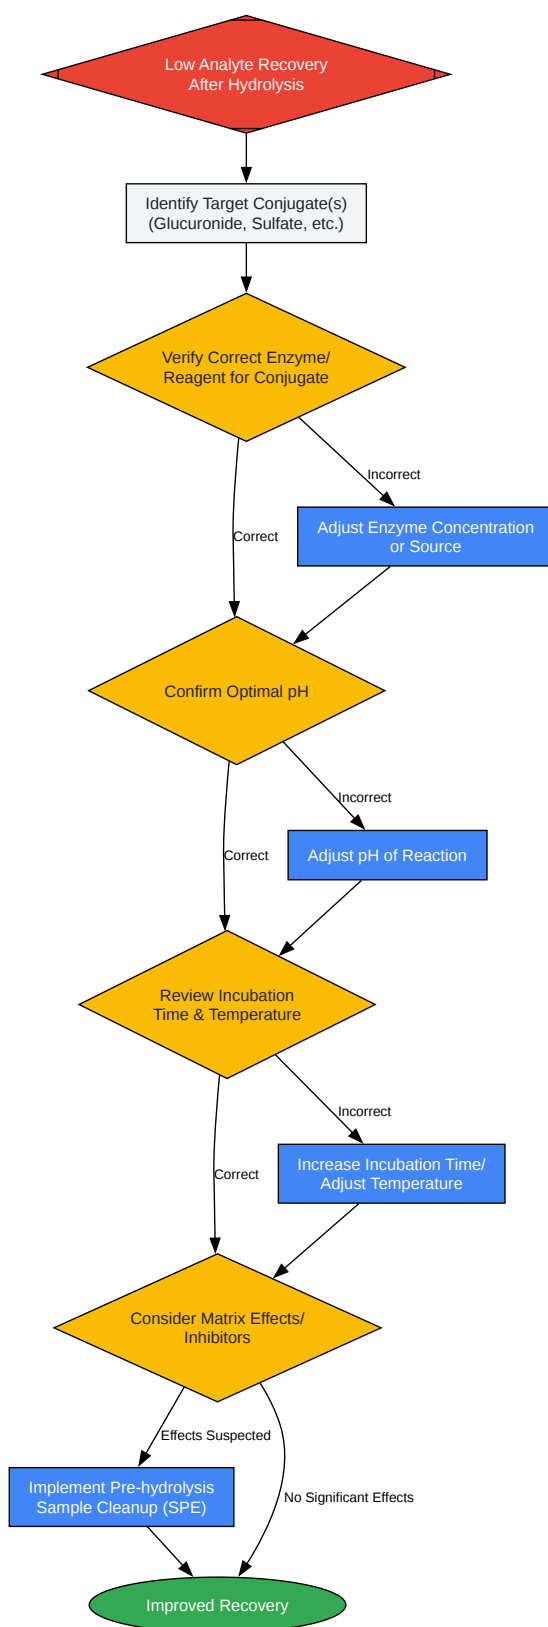 Low Analyte Recovery
After Hydrolysis
Identify Target Conjugate(s)
(Glucuronide, Sulfate, etc.)
Verify Correct Enzyme/
Reagent for Conjugate
Incorrect
Adjust Enzyme Concentration
or Source
Correct
Confirm Optimal pH
Incorrect
Adjust pH of Reaction
Correct
Review Incubation
Time & Temperature
Incorrect
Increase Incubation Time/
Adjust Temperature
Correct
Consider Matrix Effects/
Inhibitors
Effects Suspected
Implement Pre-hydrolysis
Sample Cleanup (SPE)
No Significant Effects
Improved Recovery